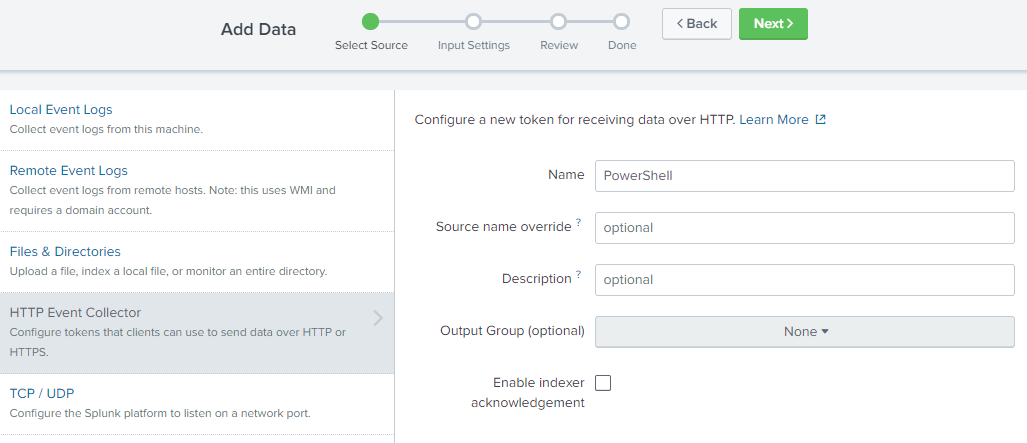 Add Data
Select Source
Input Settings
Review
Done
< Back
Next >
Local Event Logs
Collect event logs from this machine.
Remote Event Logs
Collect event logs from remote hosts. Note: this uses WMI and
requires a domain account.
Files & Directories
Upload a file, index a local file, or monitor an entire directory.
HTTP Event Collector
Configure tokens that clients can use to send data over HTTP or
HTTPS.
TCP / UDP
Configure the Splunk platform to listen on a network port.
Configure a new token for receiving data over HTTP. Learn More
Name PowerShell
Source name override ? optional
Description ? optional
Output Group (optional) None
Enable indexer
acknowledgement